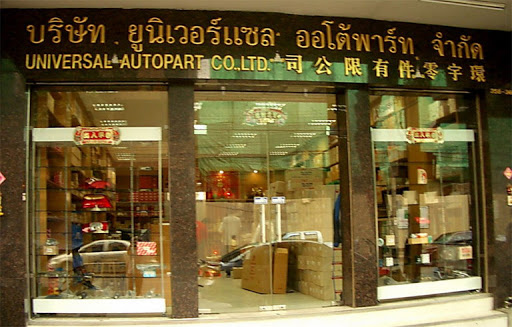 บริษัท ยูนิเวอร์แซล ออโต้พาร์ท จำกัด
UNIVERSAL AUTOPART CO.,LTD. 司公限有件零宇環